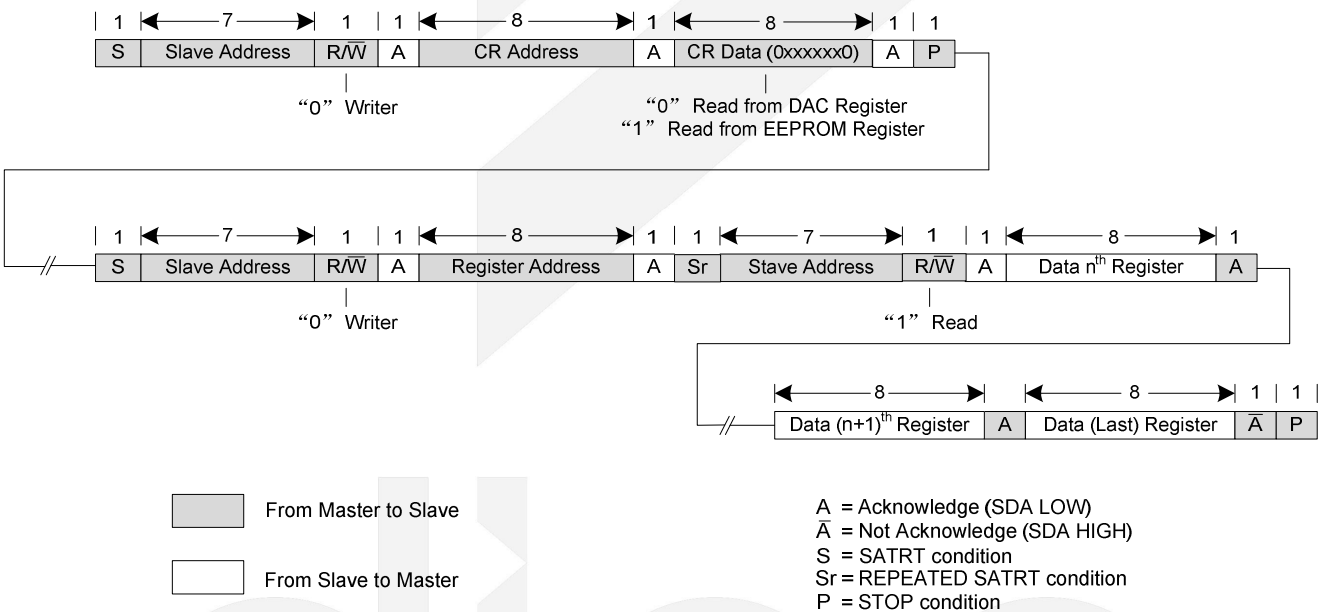 1 7 1 1 8 1 8 1 1
S Slave Address R/W̅ A CR Address A CR Data (0xxxxxx0) A P
“0” Writer
“0” Read from DAC Register
“1” Read from EEPROM Register
1 7 1 1 8 1 1 7 1 1 8 1
S Slave Address R/W̅ A Register Address A Sr Stave Address R/W̅ A Data nth Register A
“0” Writer
“1” Read
8 8 1 1
Data (n+1)th Register A Data (Last) Register A̅ P
From Master to Slave
From Slave to Master
A = Acknowledge (SDA LOW)
A̅ = Not Acknowledge (SDA HIGH)
S = SATRT condition
Sr = REPEATED SATRT condition
P = STOP condition